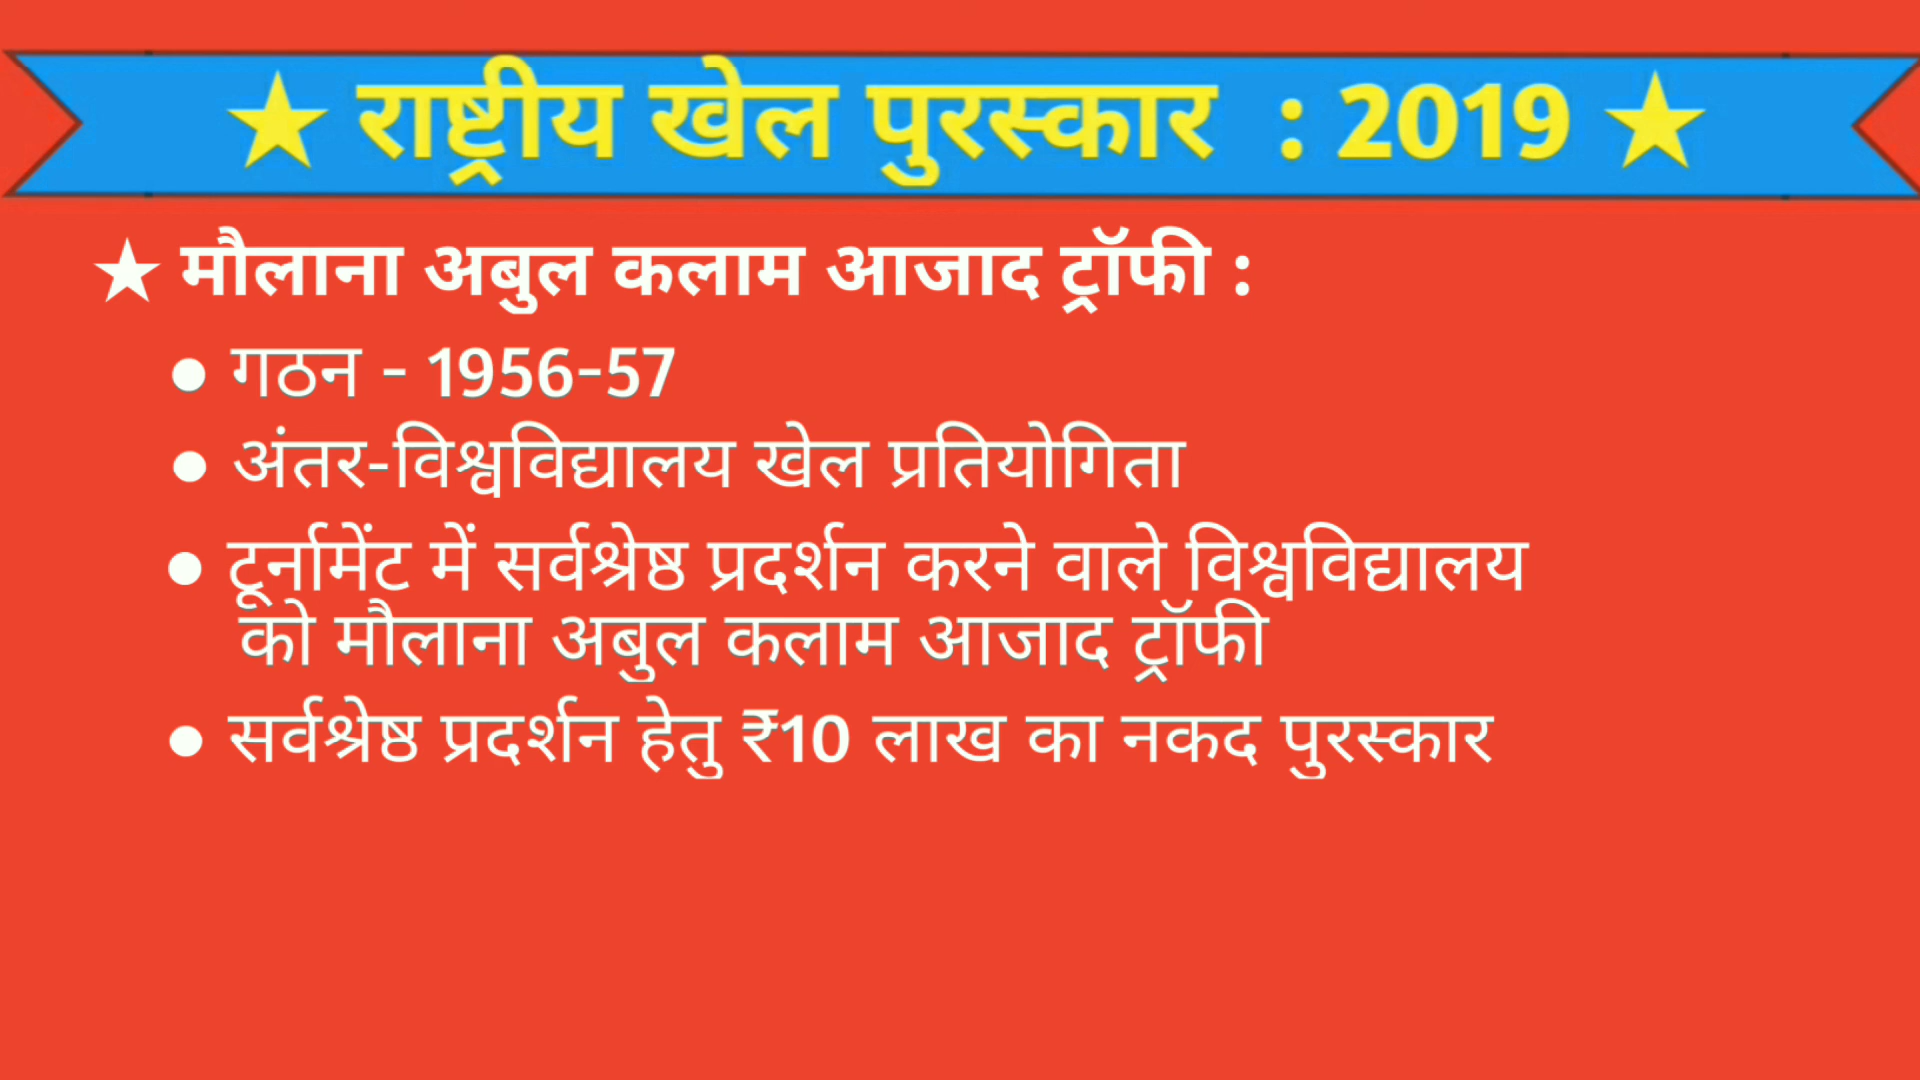 ★ राष्ट्रीय खेल पुरस्कार : 2019 ★
★ मौलाना अबुल कलाम आजाद ट्रॉफी :
● गठन - 1956-57
● अंतर-विश्वविद्यालय खेल प्रतियोगिता
● टूर्नामेंट में सर्वश्रेष्ठ प्रदर्शन करने वाले विश्वविद्यालय
को मौलाना अबुल कलाम आजाद ट्रॉफी
● सर्वश्रेष्ठ प्रदर्शन हेतु ₹10 लाख का नकद पुरस्कार